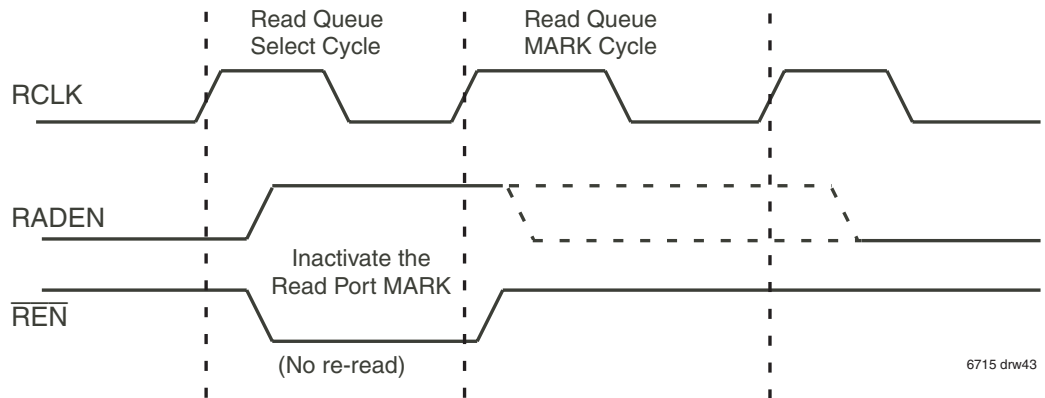 Read Queue
Select Cycle
Read Queue
MARK Cycle
RCLK
RADEN
Inactivate the
Read Port MARK
REN
(No re-read)
6715 drw43